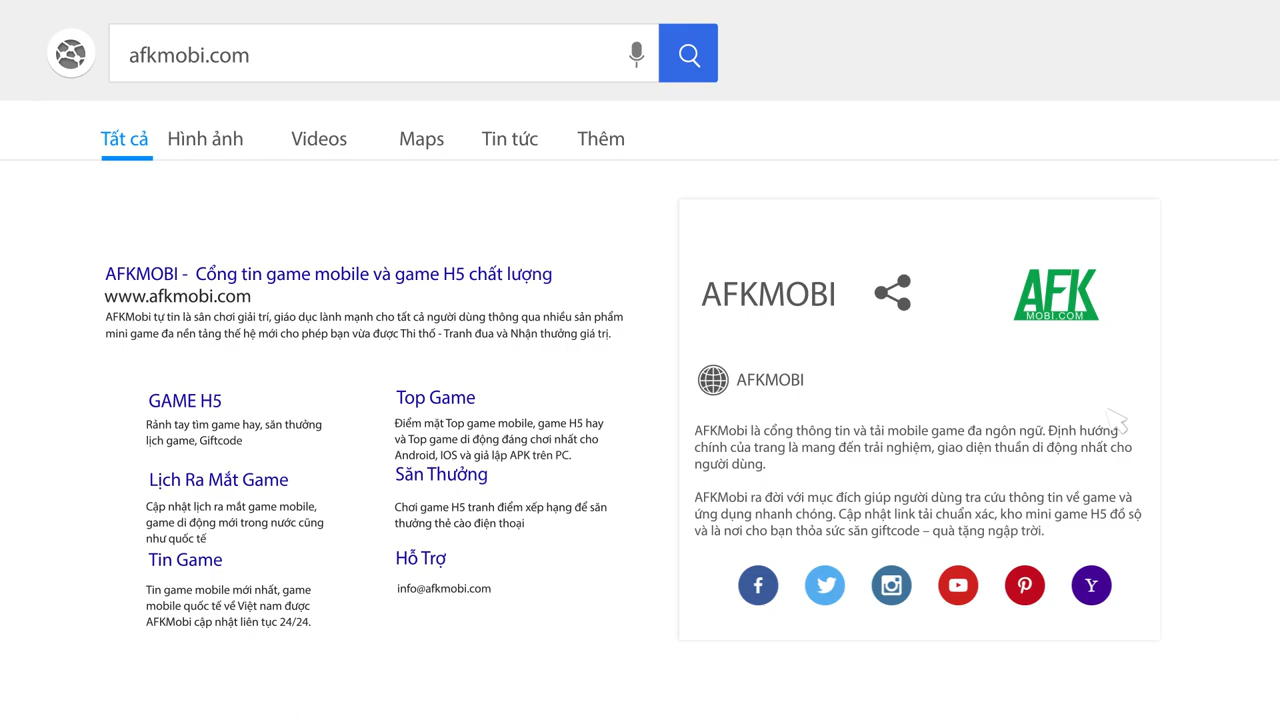 afkmobi.com
Tất cả
Hình ảnh
Videos
Maps
Tin tức
Thêm
AFKMOBI - Cổng tin game mobile và game H5 chất lượng
www.afkmobi.com
AFKMobi tự tin là sân chơi giải trí, giáo dục lành mạnh cho tất cả người dùng thông qua nhiều sản phẩm
mini game đa nền tảng thế hệ mới cho phép bạn vừa được Thi thố - Tranh đua và Nhận thưởng giá trị.
GAME H5
Rảnh tay tìm game hay, săn thưởng
lịch game, Giftcode
Lịch Ra Mắt Game
Cập nhật lịch ra mắt game mobile,
game di động mới trong nước cũng
như quốc tế
Tin Game
Tin game mobile mới nhất, game
mobile quốc tế về Việt nam được
AFKMobi cập nhật liên tục 24/24.
Top Game
Điểm mặt Top game mobile, game H5 hay
và Top game di động đáng chơi nhất cho
Android, IOS và giả lập APK trên PC.
Săn Thưởng
Chơi game H5 tranh điểm xếp hạng để săn
thưởng thẻ cào điện thoại
Hỗ Trợ
info@afkmobi.com
AFKMOBI
AFK
MOBI.COM
AFKMOBI
AFKMobi là cổng thông tin và tải mobile game đa ngôn ngữ. Định hướng
chính của trang là mang đến trải nghiệm, giao diện thuần di động nhất cho
người dùng.
AFKMobi ra đời với mục đích giúp người dùng tra cứu thông tin về game và
ứng dụng nhanh chóng. Cập nhật link tải chuẩn xác, kho mini game H5 đồ sộ
và là nơi cho bạn thỏa sức săn giftcode – quà tặng ngập trời.